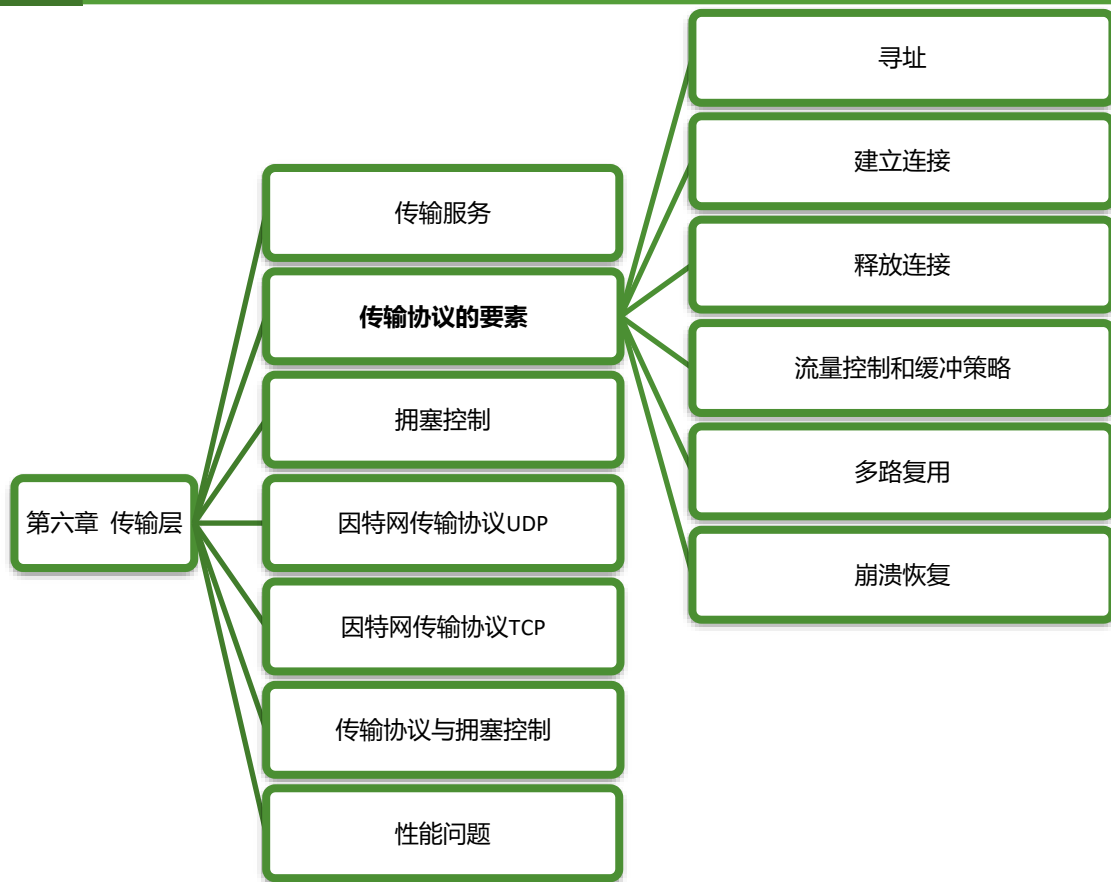 第六章 传输层
传输服务
传输协议的要素
拥塞控制
因特网传输协议UDP
因特网传输协议TCP
传输协议与拥塞控制
性能问题
寻址
建立连接
释放连接
流量控制和缓冲策略
多路复用
崩溃恢复